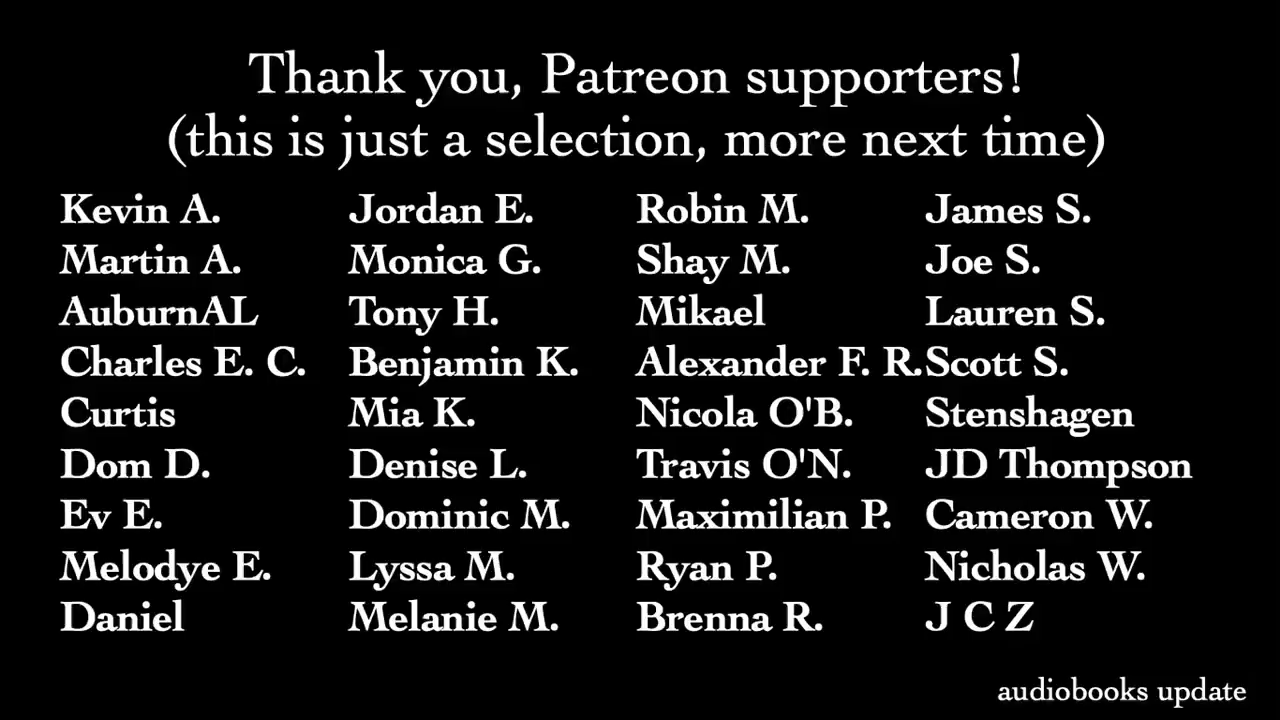 Thank you, Patreon supporters!
(this is just a selection, more next time)
Kevin A.
Martin A.
AuburnAL
Charles E. C.
Curtis
Dom D.
Ev E.
Melodye E.
Daniel
Jordan E.
Monica G.
Tony H.
Benjamin K.
Mia K.
Denise L.
Dominic M.
Lyssa M.
Melanie M.
Robin M.
Shay M.
Mikael
Alexander F. R.
Nicola O'B.
Travis O'N.
Maximilian P.
Ryan P.
Brenna R.
James S.
Joe S.
Lauren S.
Scott S.
Stenshagen
JD Thompson
Cameron W.
Nicholas W.
J C Z
audiobooks update